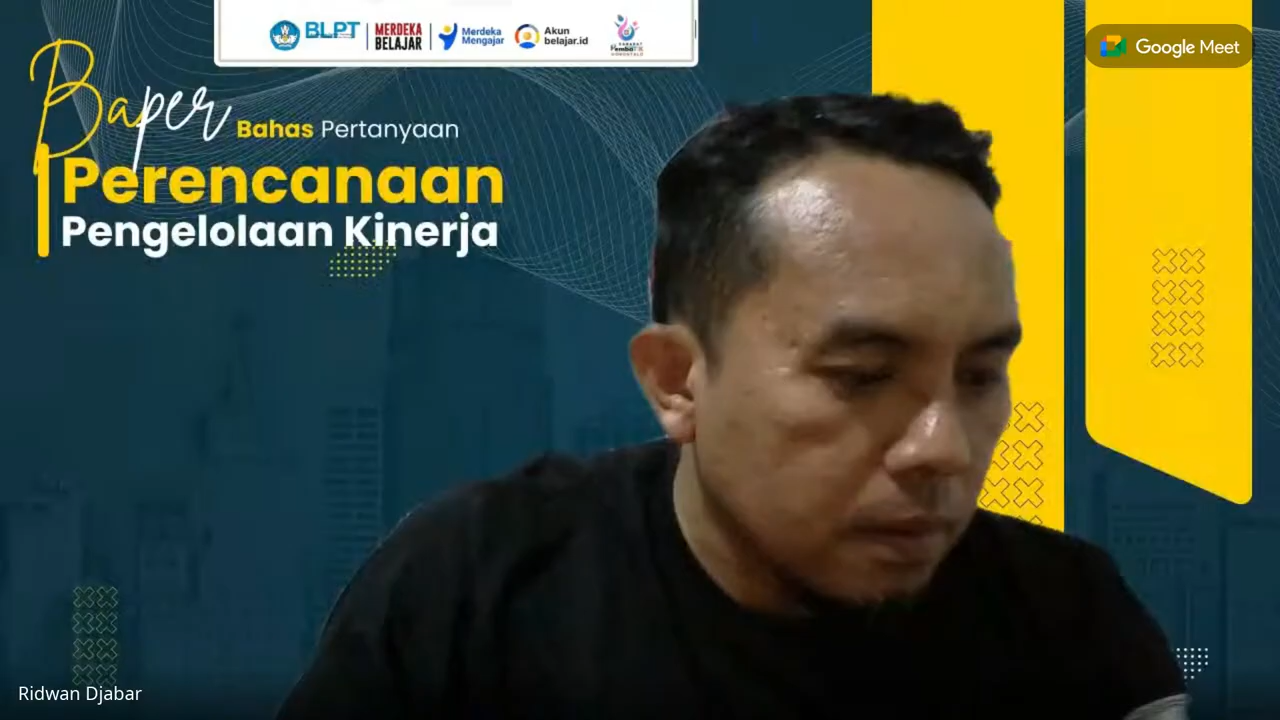 BLPT
MERDEKA
BELAJAR
Merdeka
Mengajar
Akun
belajar.id
Google Meet
Baper
Bahas Pertanyaan
Perencanaan
Pengelolaan Kinerja
Ridwan Djabar